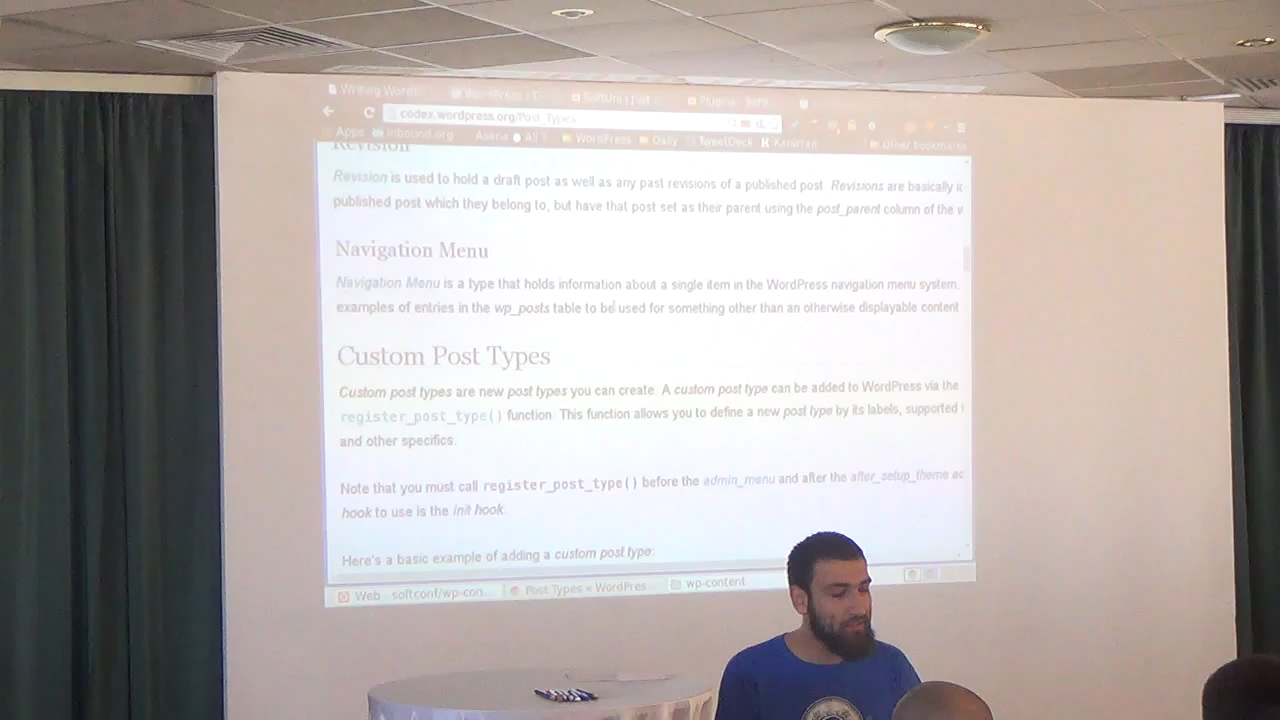 codex.wordpress.org/Post_Types
Apps inbound.org Asana WordPress Daily TweetDeck Other bookmarks
Revision
Revision is used to hold a draft post as well as any past revisions of a published post. Revisions are basically
published post which they belong to, but have that post set as their parent using the post_parent column of the
Navigation Menu
Navigation Menu is a type that holds information about a single item in the WordPress navigation menu system.
examples of entries in the wp_posts table to be used for something other than an otherwise displayable content
Custom Post Types
Custom post types are new post types you can create. A custom post type can be added to WordPress via the
register_post_type() function. This function allows you to define a new post type by its labels, supported
and other specifics.
Note that you must call register_post_type() before the admin_menu and after the after_setup_theme ac
hook to use is the init hook.
Here's a basic example of adding a custom post type:
Web - softconf/wp-con... Post Types « WordPres wp-content